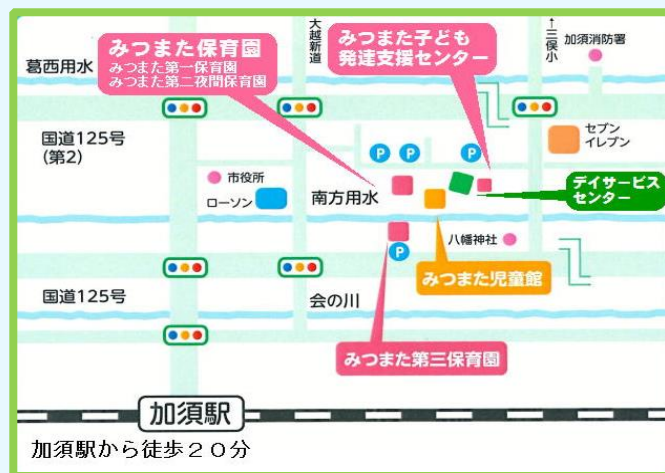 みつまた保育園
みつまた第一保育園
みつまた第二夜間保育園
大越新道
みつまた子ども
発達支援センター
↑三俣小
加須消防署
葛西用水
国道125号
(第2)
セブン
イレブン
P
P
P
市役所
ローソン
南方用水
デイサービス
センター
八幡神社
P
みつまた児童館
国道125号
会の川
みつまた第三保育園
加須駅
加須駅から徒歩２０分